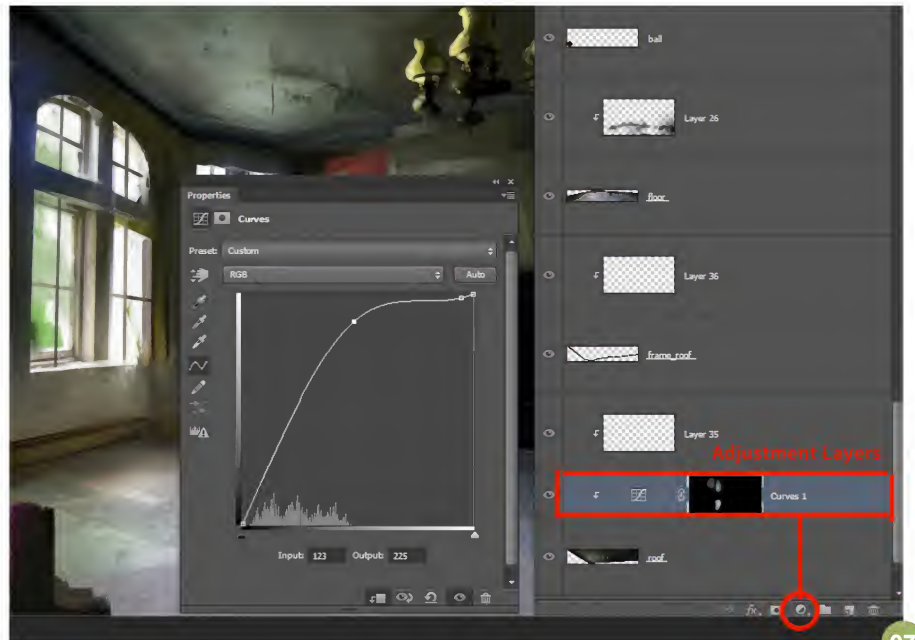 Properties
Curves
Preset: Custom
RGB
Auto
Input: 123 Output: 225
ball
Layer 26
floor
Layer 36
frame_roof
Layer 35
Adjustment Layers
Curves 1
roof
fx